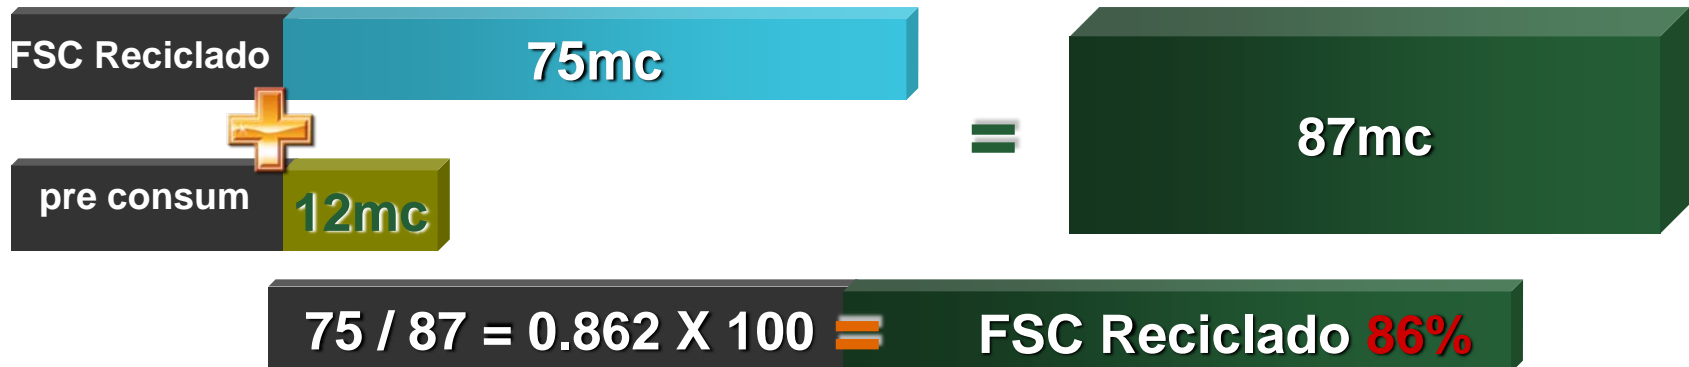 FSC Reciclado 75mc
pre consum 12mc
=
87mc
75 / 87 = 0.862 X 100 = FSC Reciclado 86%